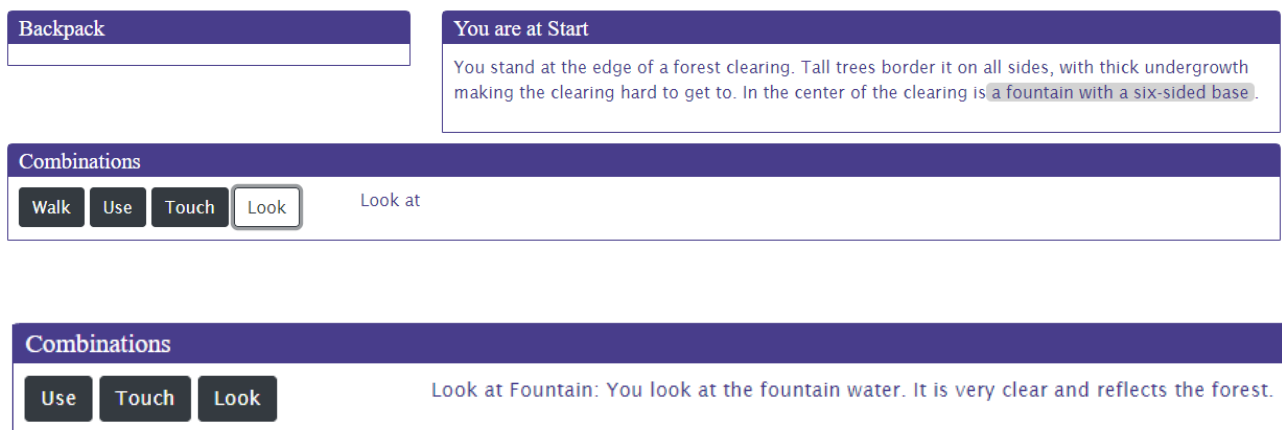 Backpack
You are at Start
You stand at the edge of a forest clearing. Tall trees border it on all sides, with thick undergrowth
making the clearing hard to get to. In the center of the clearing is a fountain with a six-sided base .
Combinations
Walk Use Touch Look Look at
Combinations
Use Touch Look Look at Fountain: You look at the fountain water. It is very clear and reflects the forest.